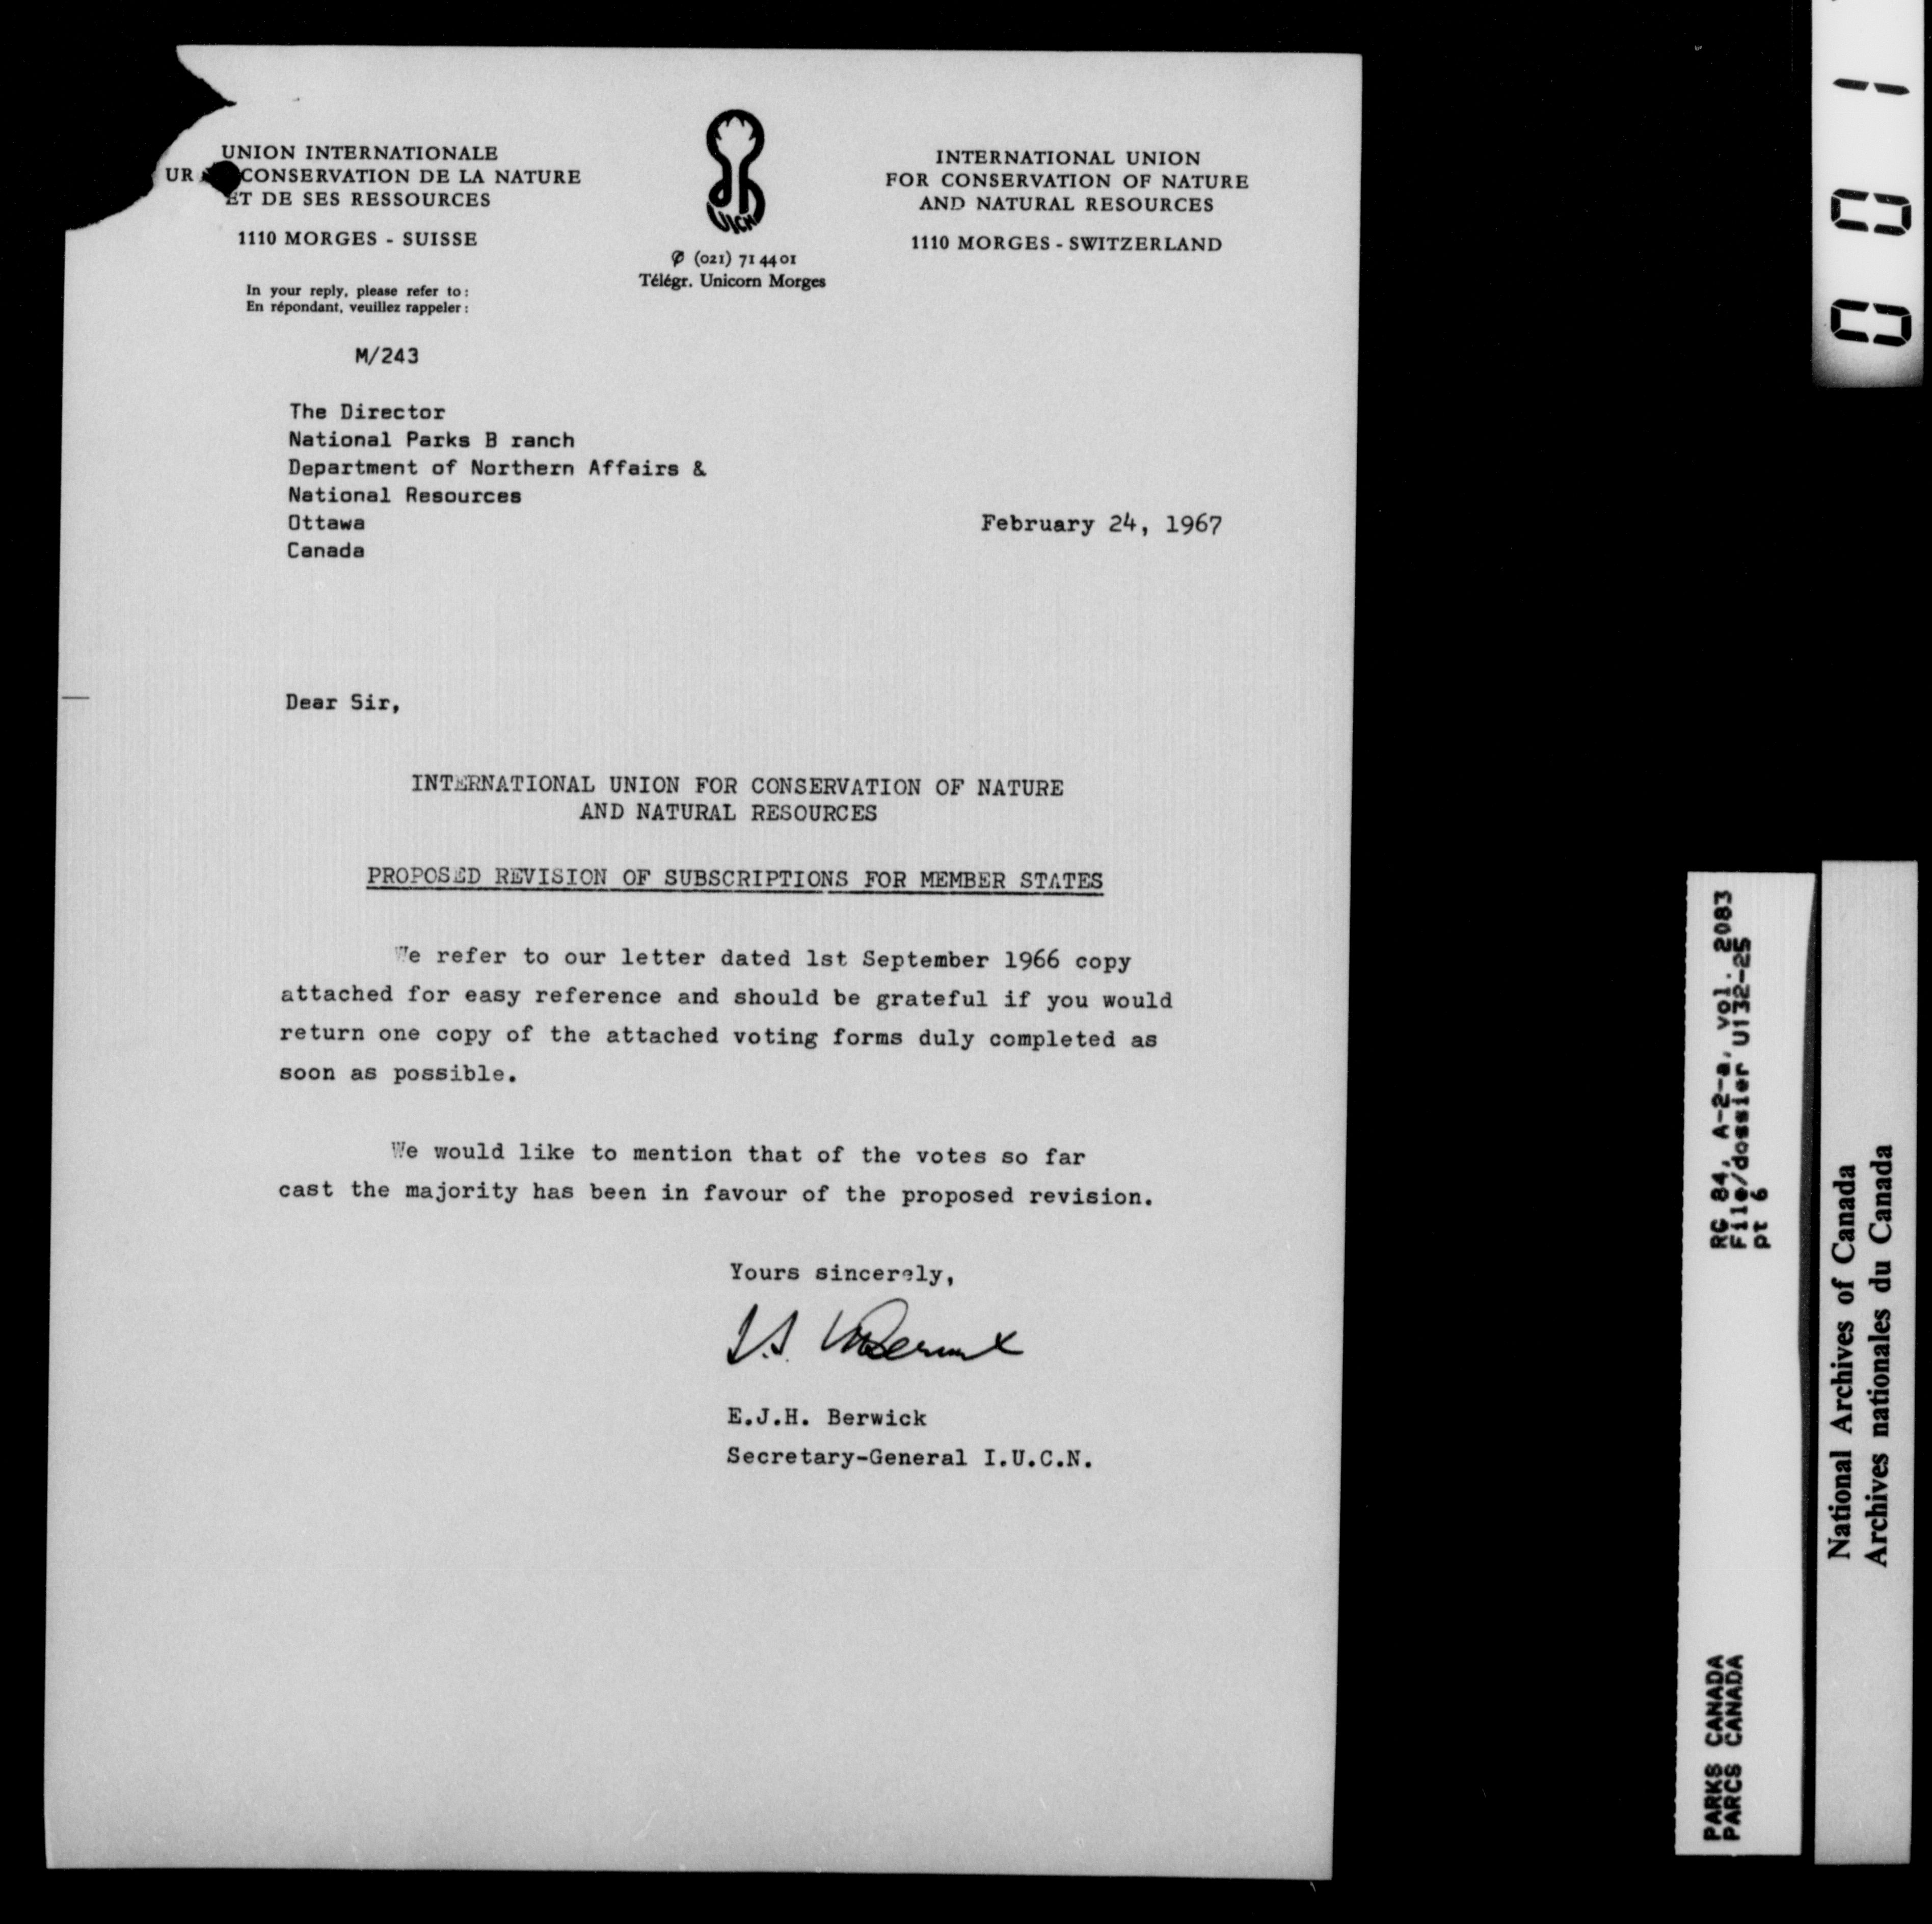 UNION INTERNATIONALE
UR CONSERVATION DE LA NATURE
ET DE SES RESSOURCES
1110 MORGES - SUISSE
UICN
(021) 71 44 01
Télégr. Unicorn Morges
INTERNATIONAL UNION
FOR CONSERVATION OF NATURE
AND NATURAL RESOURCES
1110 MORGES - SWITZERLAND
In your reply, please refer to:
En répondant, veuillez rappeler:
M/243
The Director
National Parks B ranch
Department of Northern Affairs &
National Resources
Ottawa
Canada
February 24, 1967
Dear Sir,
INTERNATIONAL UNION FOR CONSERVATION OF NATURE
AND NATURAL RESOURCES
PROPOSED REVISION OF SUBSCRIPTIONS FOR MEMBER STATES
We refer to our letter dated 1st September 1966 copy
attached for easy reference and should be grateful if you would
return one copy of the attached voting forms duly completed as
soon as possible.
We would like to mention that of the votes so far
cast the majority has been in favour of the proposed revision.
Yours sincerely,
E.J.H. Berwick
Secretary-General I.U.C.N.
001
RG 84, A-2-a, vol. 2083
File/dossier U132-25
pt 6
PARKS CANADA
PARCS CANADA
National Archives of Canada
Archives nationales du Canada